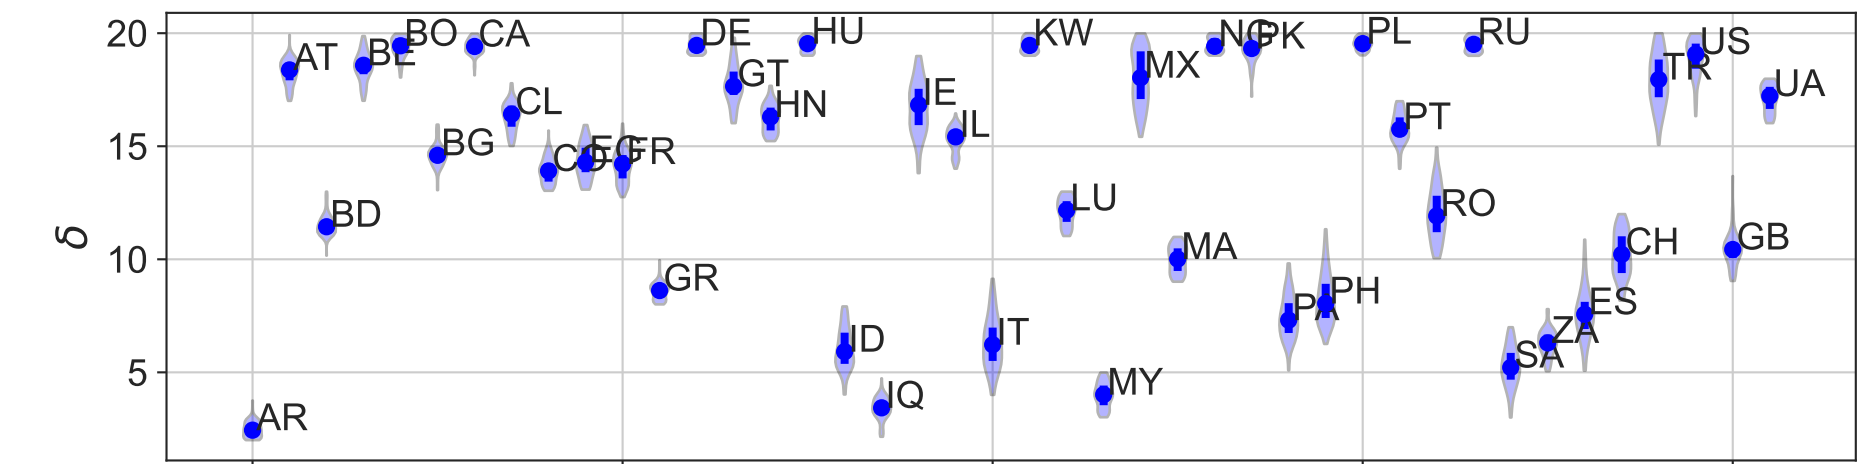 δ
20
15
10
5
AR
AT
BD
BE
BO
BG
CA
CL
CO
EG
FR
GR
DE
GT
HN
HU
ID
IQ
IE
IL
IT
KW
LU
MY
MX
MA
NG
PK
PA
PH
PL
PT
RO
RU
SA
ZA
ES
CH
TR
US
GB
UA